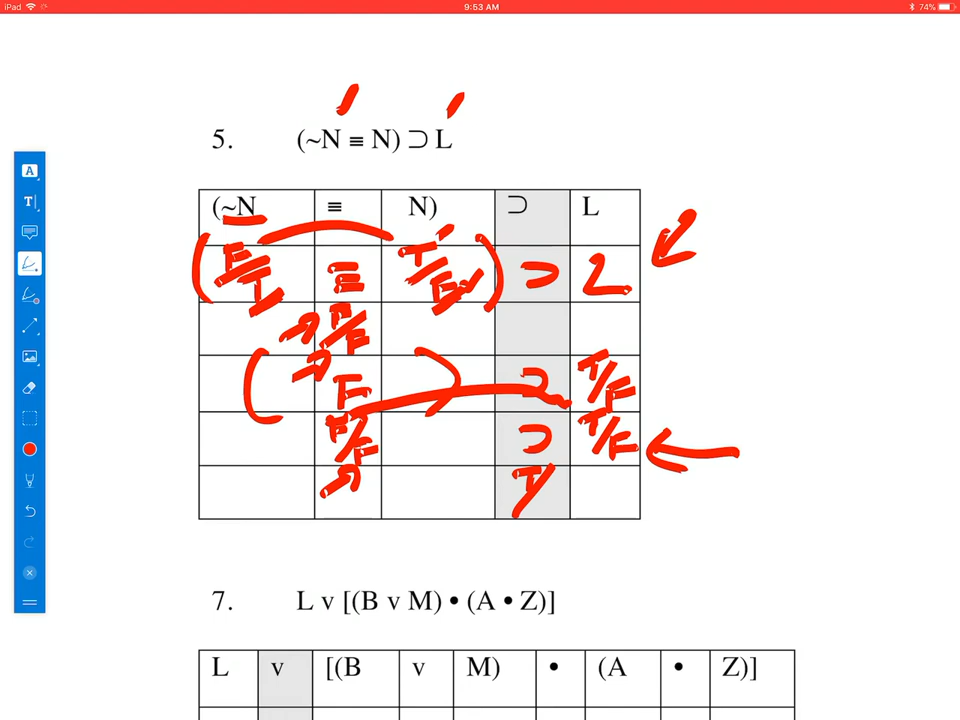 iPad 9:53 AM 74%
5. (~N ≡ N) ⊃ L
(~N ≡ N) ⊃ L
(F/T ≡ T/F) ⊃ L
F/F
( F ) ⊃ T/F
F/F ⊃ T/F
T/
7. L v [(B v M) • (A • Z)]
L v [(B v M) • (A • Z)]